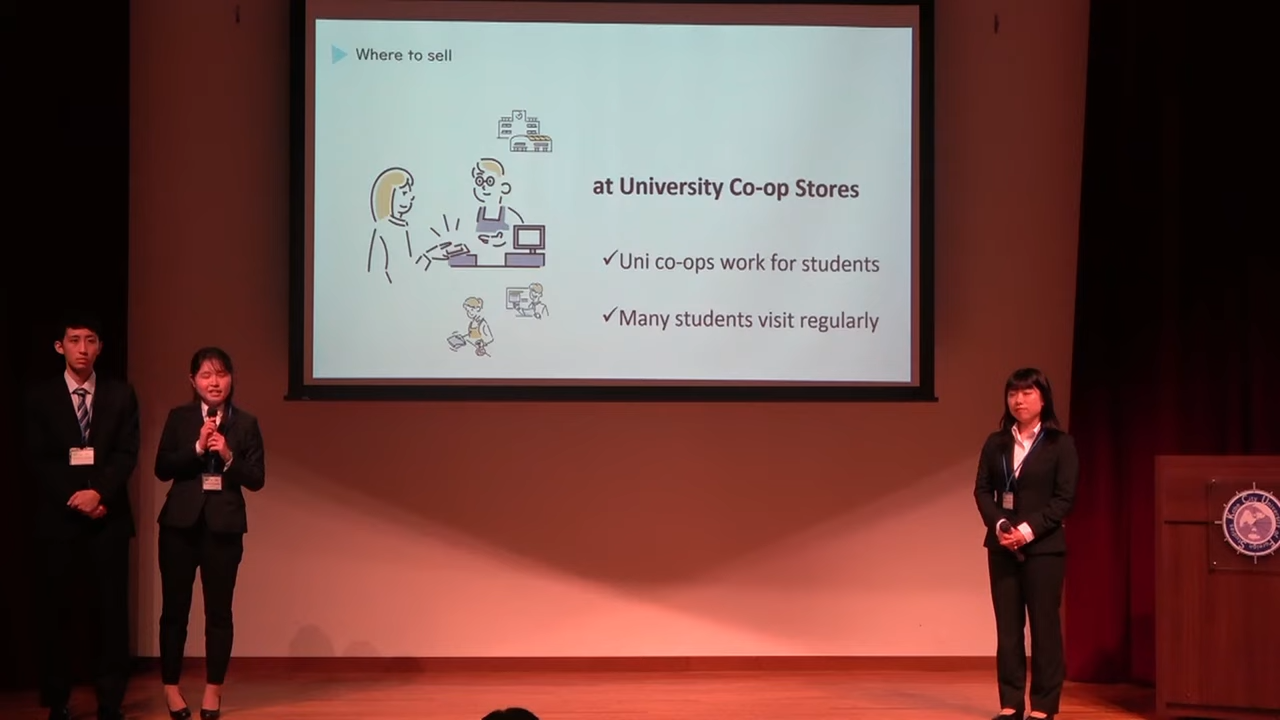 Where to sell
at University Co-op Stores
✓Uni co-ops work for students
✓Many students visit regularly